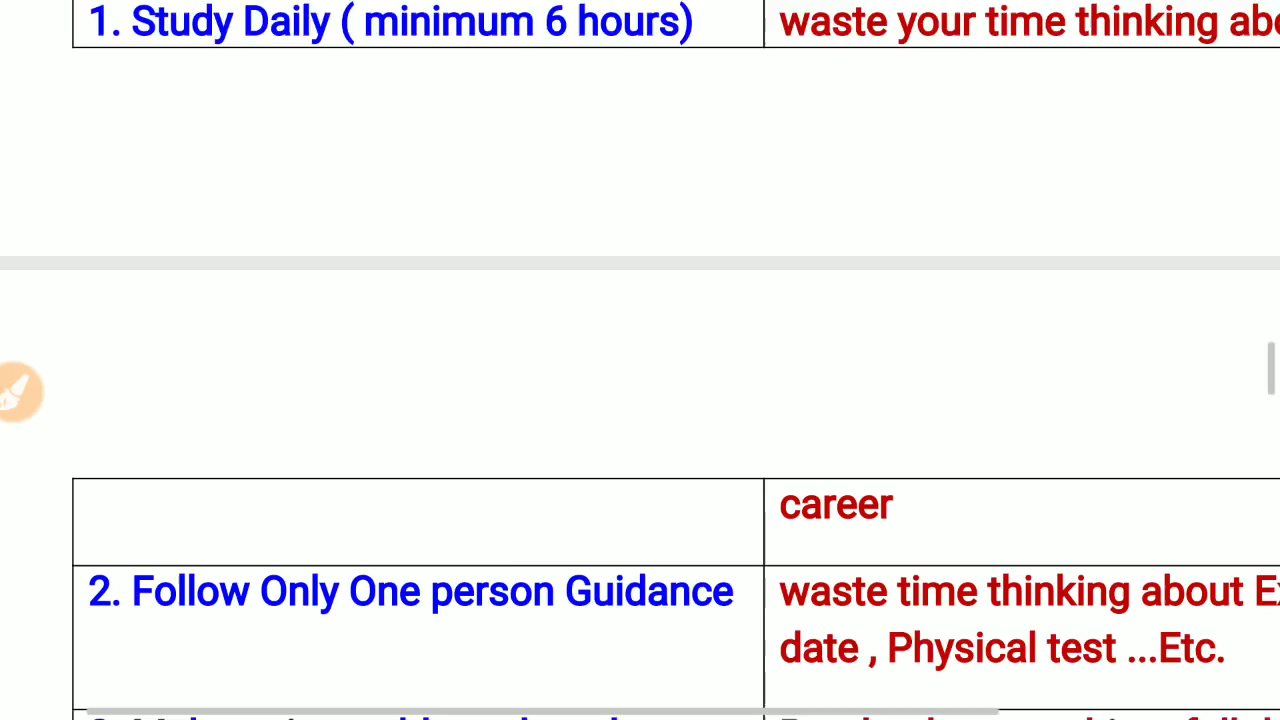 1. Study Daily ( minimum 6 hours)
waste your time thinking
career
2. Follow Only One person Guidance
waste time thinking about
date , Physical test ...Etc.